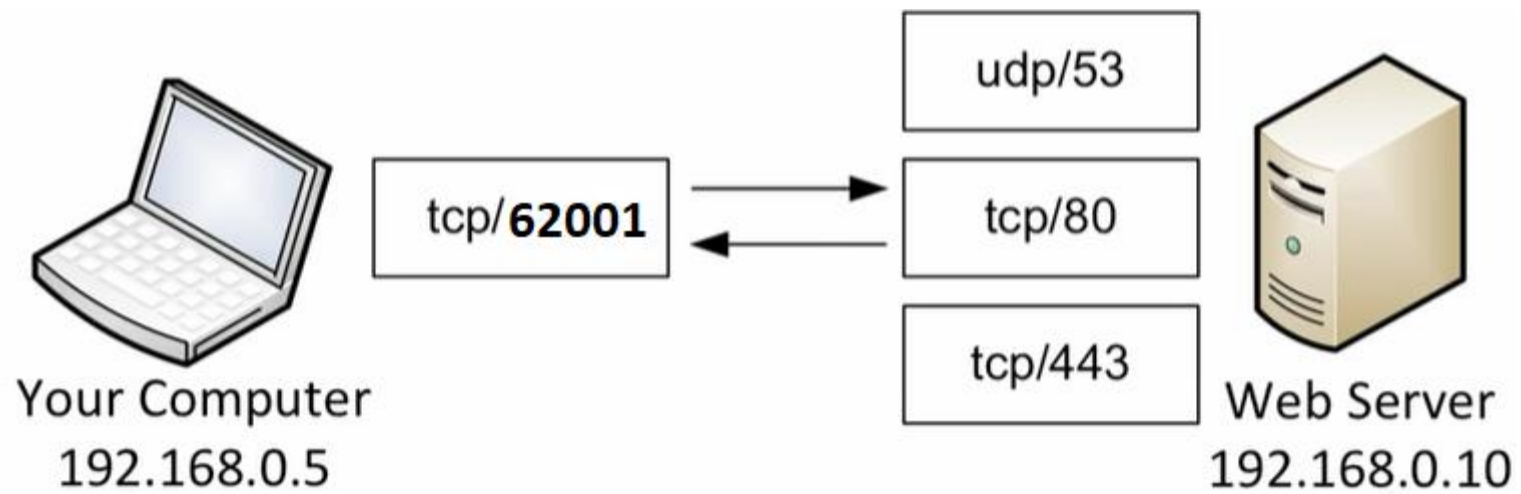 udp/53
tcp/62001
tcp/80
tcp/443
Your Computer
192.168.0.5
Web Server
192.168.0.10